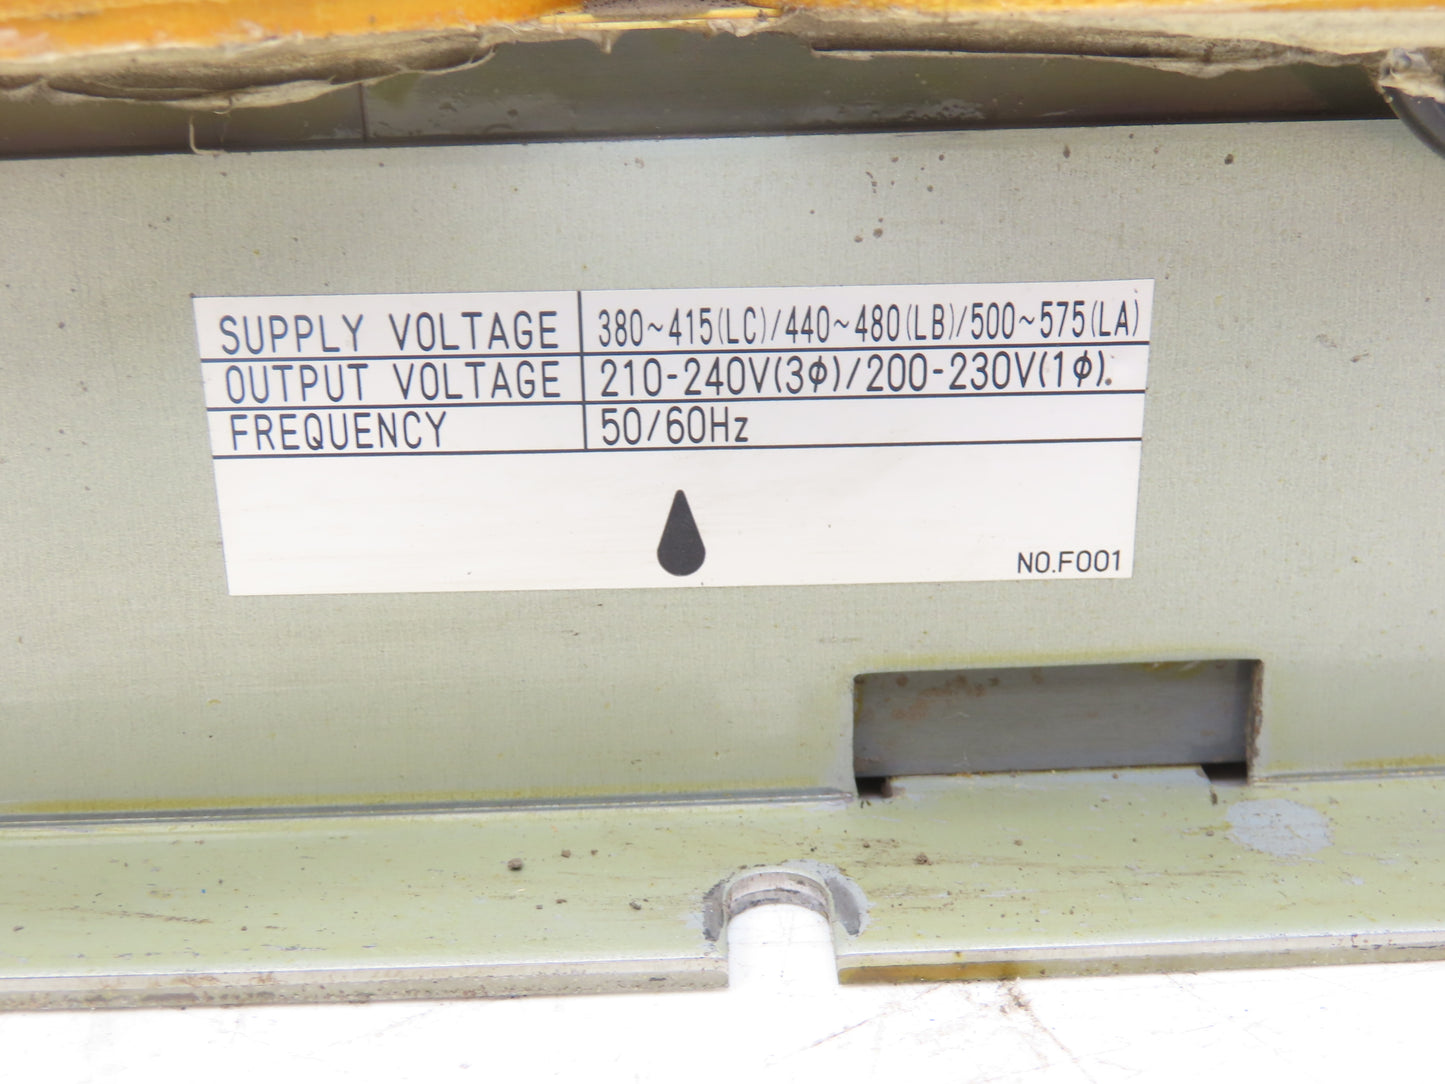 SUPPLY VOLTAGE 380~415(LC)/440~480(LB)/500~575(LA)
OUTPUT VOLTAGE 210-240V(3ϕ)/200-230V(1ϕ)
FREQUENCY 50/60Hz
NO.F001